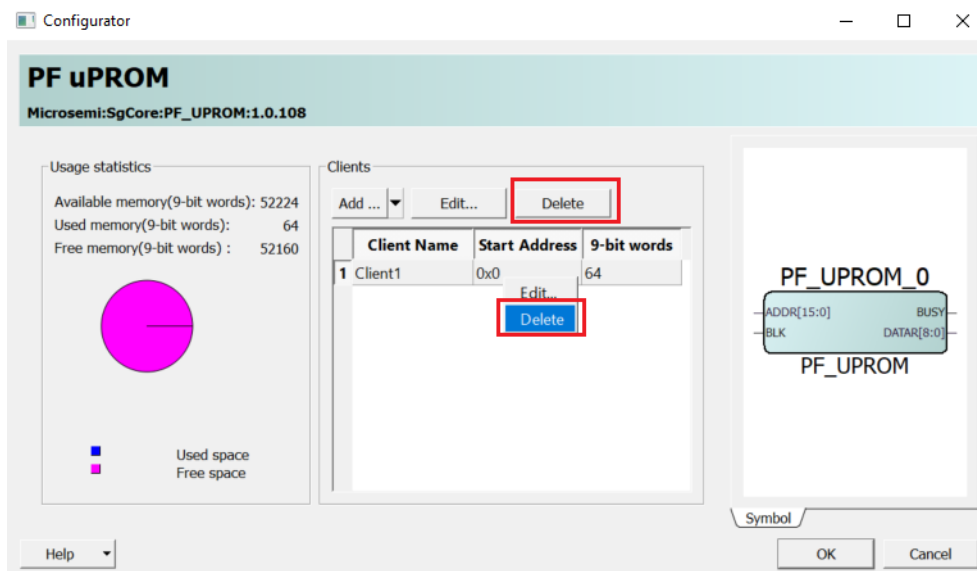 Configurator
PF uPROM
Microsemi:SgCore:PF_UPROM:1.0.108
Usage statistics
Available memory(9-bit words): 52224
Used memory(9-bit words): 64
Free memory(9-bit words) : 52160
Used space
Free space
Clients
Add ... Edit... Delete
Client Name Start Address 9-bit words
1 Client1 0x0 64
Edit...
Delete
PF_UPROM_0
ADDR[15:0] BUSY
BLK DATAR[8:0]
PF_UPROM
Symbol
Help OK Cancel